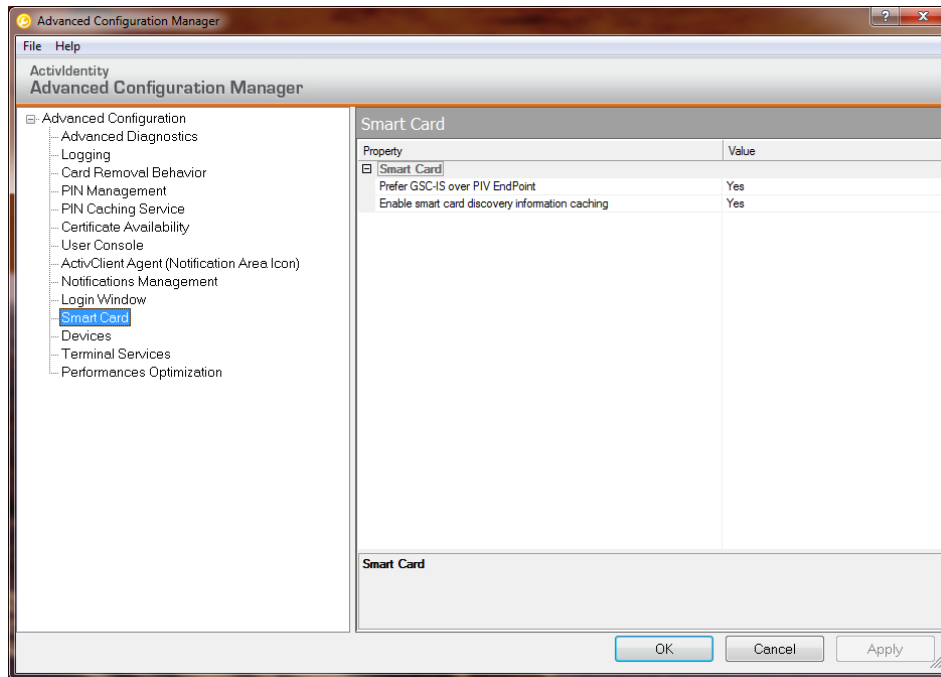 Advanced Configuration Manager
File Help
ActivIdentity
Advanced Configuration Manager
Advanced Configuration
Advanced Diagnostics
Logging
Card Removal Behavior
PIN Management
PIN Caching Service
Certificate Availability
User Console
ActivClient Agent (Notification Area Icon)
Notifications Management
Login Window
Smart Card
Devices
Terminal Services
Performances Optimization
Smart Card
Property Value
Smart Card
Prefer GSC-IS over PIV EndPoint Yes
Enable smart card discovery information caching Yes
Smart Card
OK Cancel Apply